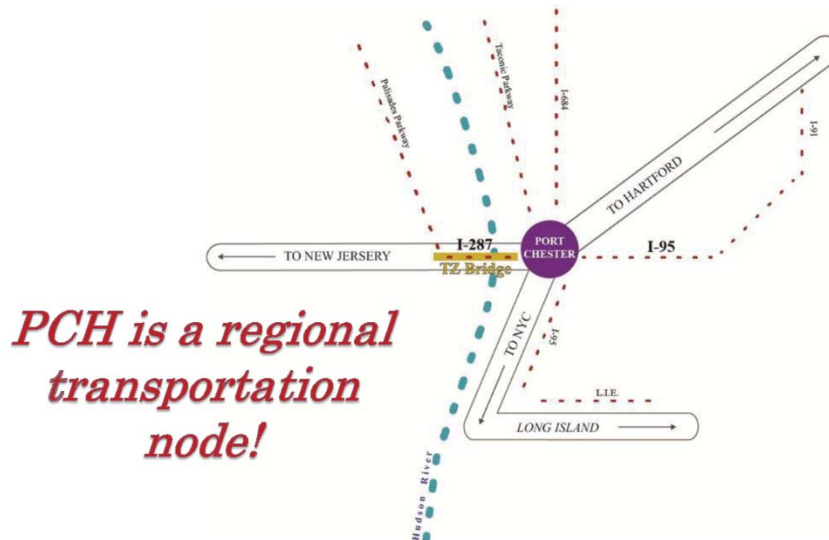 Palisades Parkway
Taconic Parkway
I-684
I-91
TO HARTFORD
PORT
CHESTER
I-287
I-95
TO NEW JERSERY
TZ Bridge
TO NYC
I-95
L.I.E.
LONG ISLAND
Hudson River
PCH is a regional
transportation
node!